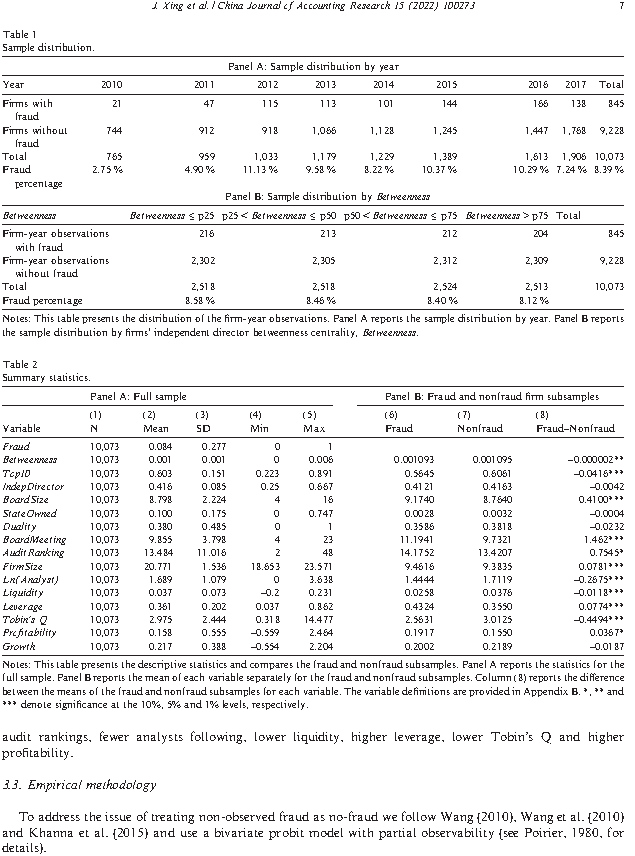 J. Xing et al. / China Journal of Accounting Research 15 (2022) 100273 7
Table 1
Sample distribution.
Panel A: Sample distribution by year
Year 2010 2011 2012 2013 2014 2015 2016 2017 Total
Firms with 21 47 115 113 101 144 166 138 845
fraud
Firms without 744 912 918 1,066 1,128 1,245 1,447 1,768 9,228
fraud
Total 765 959 1,033 1,179 1,229 1,389 1,613 1,906 10,073
Fraud 2.75 % 4.90 % 11.13 % 9.58 % 8.22 % 10.37 % 10.29 % 7.24 % 8.39 %
percentage
Panel B: Sample distribution by Betweenness
Betweenness Betweenness ≤ p25 p25 < Betweenness ≤ p50 p50 < Betweenness ≤ p75 Betweenness > p75 Total
Firm-year observations 216 213 212 204 845
with fraud
Firm-year observations 2,302 2,305 2,312 2,309 9,228
without fraud
Total 2,518 2,518 2,524 2,513 10,073
Fraud percentage 8.58 % 8.46 % 8.40 % 8.12 %
Notes: This table presents the distribution of the firm-year observations. Panel A reports the sample distribution by year. Panel B reports
the sample distribution by firms' independent director betweenness centrality, Betweenness.
Table 2
Summary statistics.
Panel A: Full sample Panel B: Fraud and nonfraud firm subsamples
(1) (2) (3) (4) (5) (6) (7) (8)
Variable N Mean SD Min Max Fraud Nonfraud Fraud–Nonfraud
Fraud 10,073 0.084 0.277 0 1
Betweenness 10,073 0.001 0.001 0 0.006 0.001093 0.001095 –0.000002**
Top10 10,073 0.603 0.151 0.223 0.891 0.5645 0.6061 –0.0416***
IndepDirector 10,073 0.416 0.085 0.25 0.667 0.4121 0.4163 –0.0042
BoardSize 10,073 8.798 2.224 4 16 9.1740 8.7640 0.4100***
StateOwned 10,073 0.100 0.175 0 0.747 0.0028 0.0032 –0.0004
Duality 10,073 0.380 0.485 0 1 0.3586 0.3818 –0.0232
BoardMeeting 10,073 9.855 3.798 4 23 11.1941 9.7321 1.462***
AuditRanking 10,073 13.484 11.016 2 48 14.1752 13.4207 0.7545*
FirmSize 10,073 20.771 1.536 18.653 23.571 9.4616 9.3835 0.0781***
Ln(Analyst) 10,073 1.689 1.079 0 3.638 1.4444 1.7119 –0.2675***
Liquidity 10,073 0.037 0.073 –0.2 0.231 0.0258 0.0376 –0.0118***
Leverage 10,073 0.361 0.202 0.037 0.862 0.4324 0.3550 0.0774***
Tobin's Q 10,073 2.975 2.444 0.318 14.477 2.5631 3.0125 –0.4494***
Profitability 10,073 0.158 0.555 –0.559 2.464 0.1917 0.1550 0.0367*
Growth 10,073 0.217 0.388 –0.554 2.204 0.2002 0.2189 –0.0187
Notes: This table presents the descriptive statistics and compares the fraud and nonfraud subsamples. Panel A reports the statistics for the
full sample. Panel B reports the mean of each variable separately for the fraud and nonfraud subsamples. Column (8) reports the difference
between the means of the fraud and nonfraud subsamples for each variable. The variable definitions are provided in Appendix B. *, ** and
*** denote significance at the 10%, 5% and 1% levels, respectively.
audit rankings, fewer analysts following, lower liquidity, higher leverage, lower Tobin's Q and higher
profitability.
3.3. Empirical methodology
To address the issue of treating non-observed fraud as no-fraud we follow Wang (2010), Wang et al. (2010)
and Khanna et al. (2015) and use a bivariate probit model with partial observability (see Poirier, 1980, for
details).